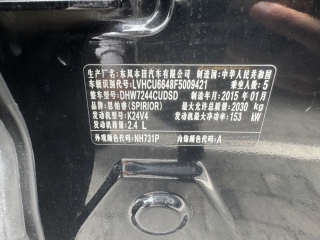 制造厂：东风本田汽车有限公司 制造国：中华人民共和国
车辆识别代号：LVHCU6648F5009421 乘坐人数：5
整车型号：DHW7244CUDSD 制造年月：2015 年 01月
品牌/名称：思铂睿(SPIRIOR) 最大允许总质量：2030 kg
发动机型号：K24V4 发动机最大净功率：153 kW
发动机排量：2.4 L
外观颜色代码：NH731P 内饰颜色代码：A